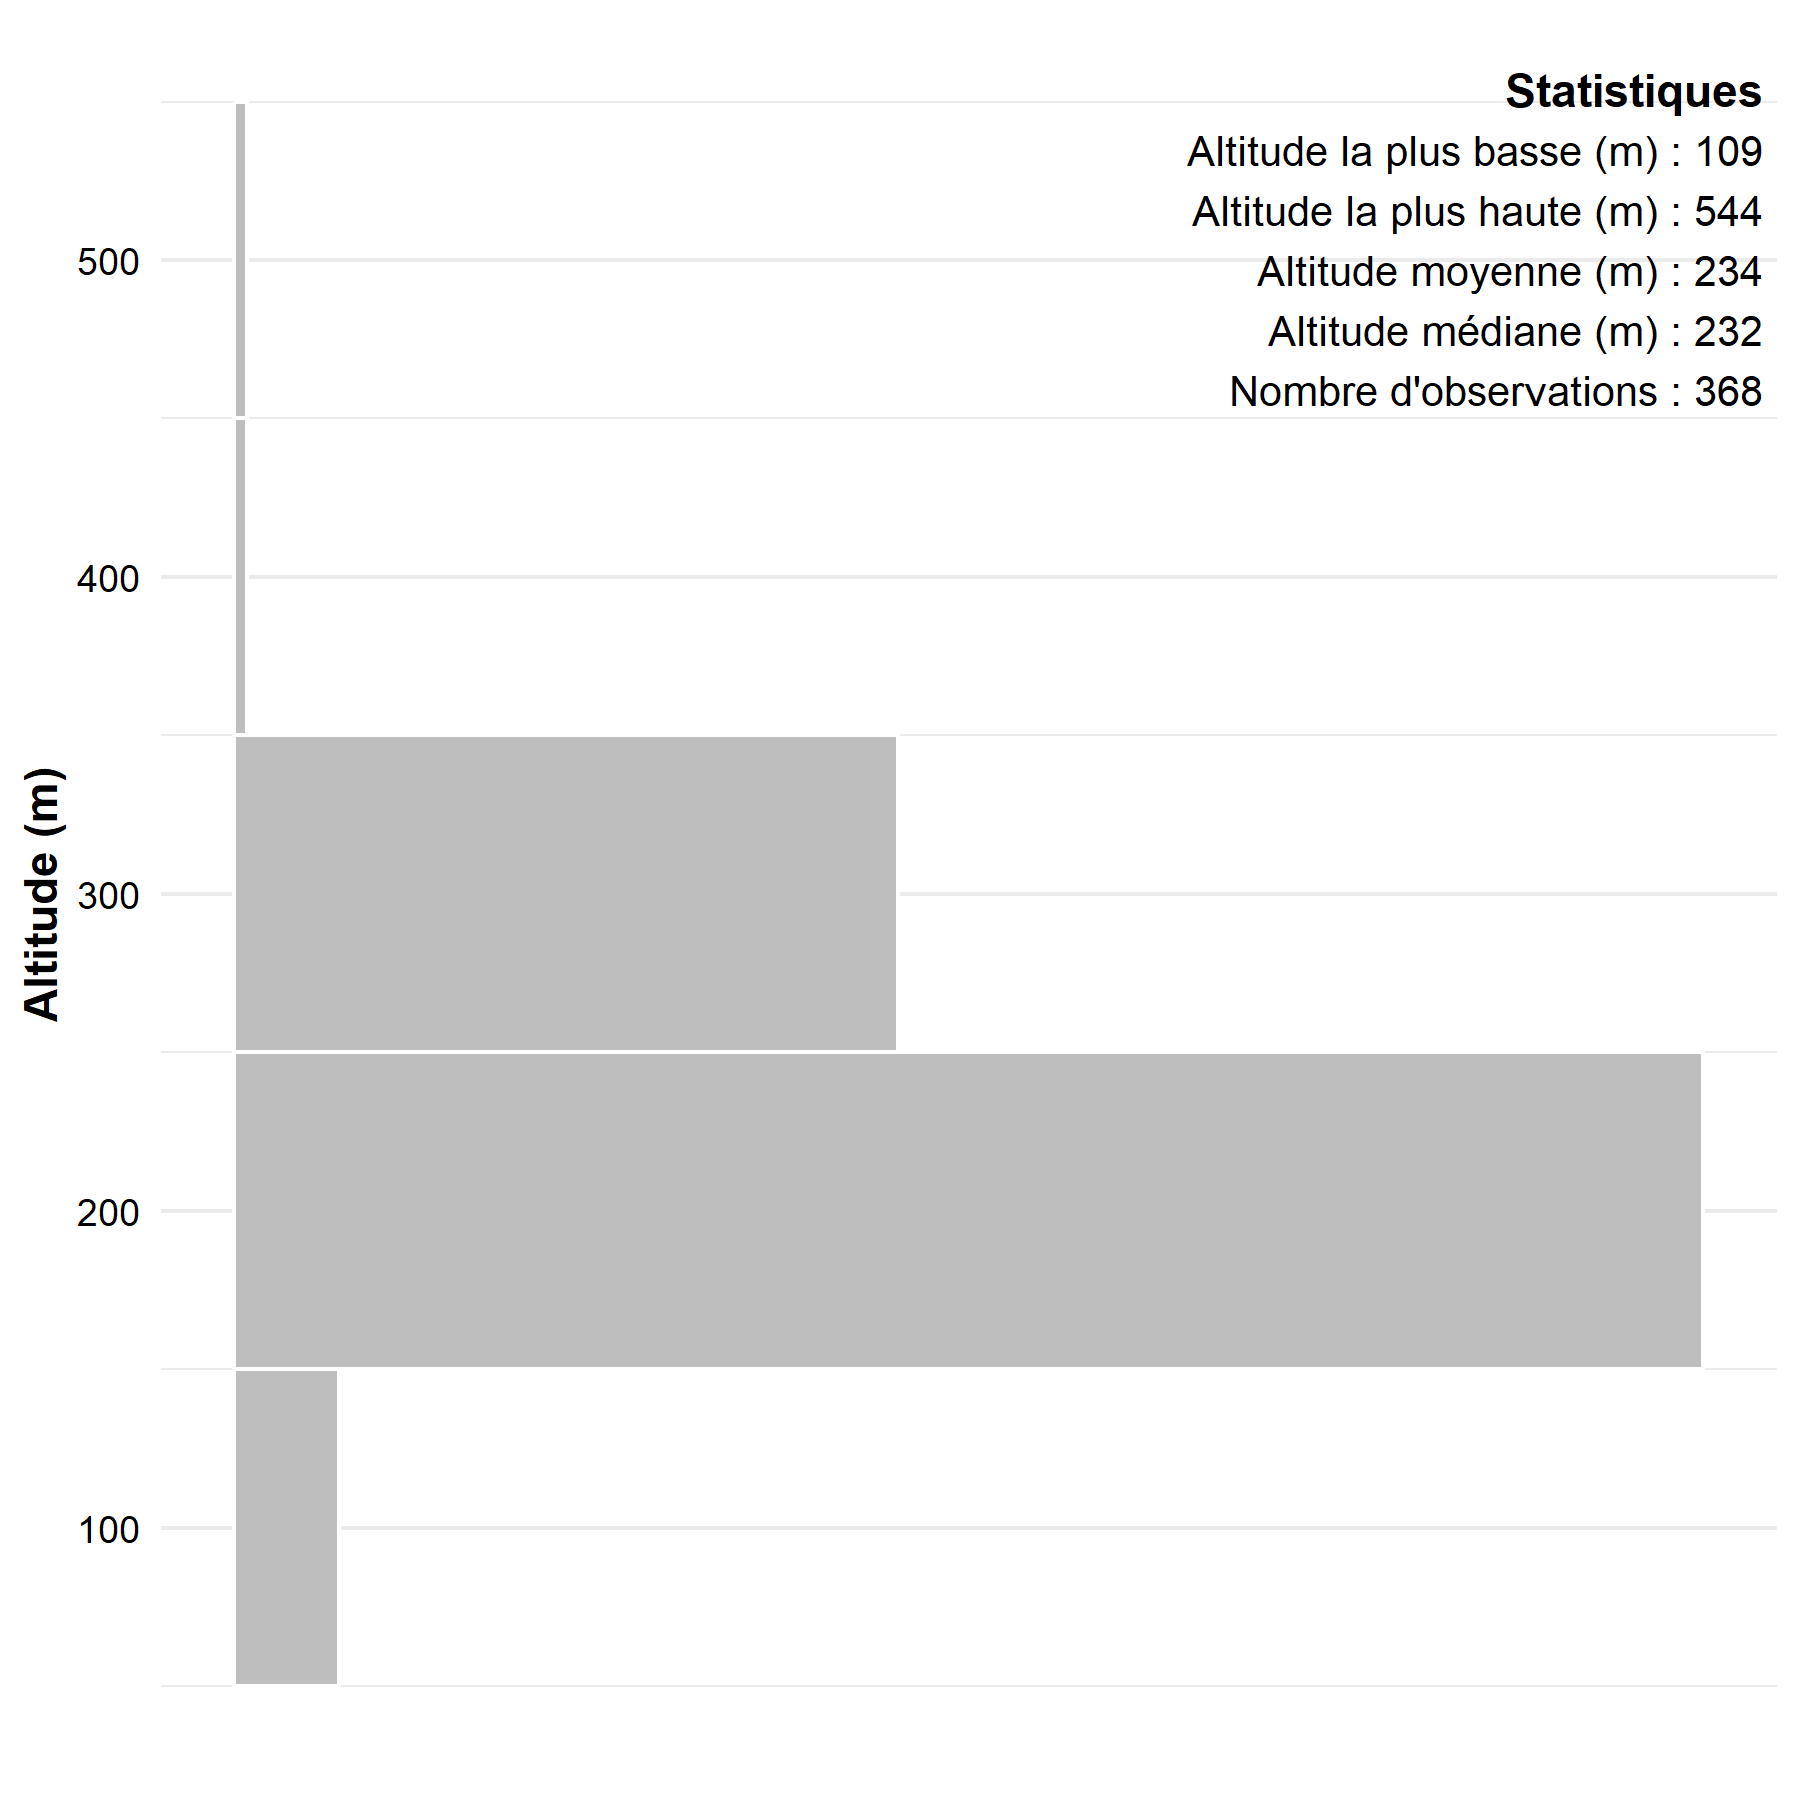 Statistiques
Altitude la plus basse (m) : 109
Altitude la plus haute (m) : 544
Altitude moyenne (m) : 234
Altitude médiane (m) : 232
Nombre d'observations : 368
500
400
300
200
100
Altitude (m)